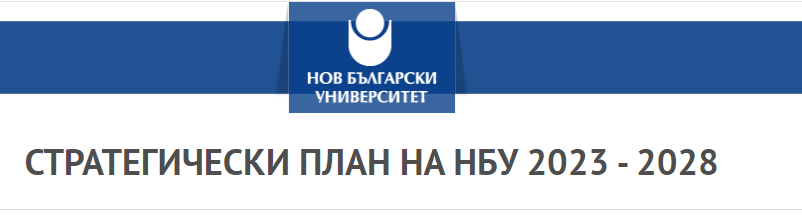 НОВ БЪЛГАРСКИ
УНИВЕРСИТЕТ
СТРАТЕГИЧЕСКИ ПЛАН НА НБУ 2023 - 2028